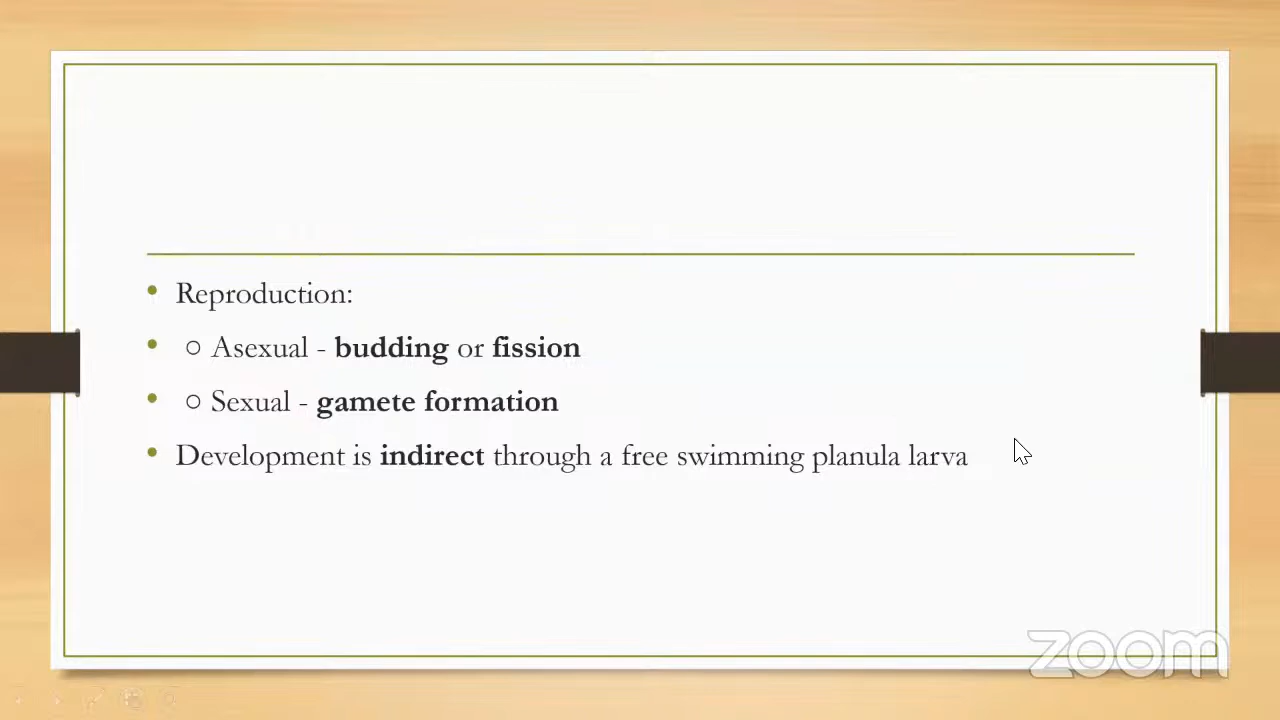 • Reproduction:
• ○ Asexual - budding or fission
• ○ Sexual - gamete formation
• Development is indirect through a free swimming planula larva
zoom